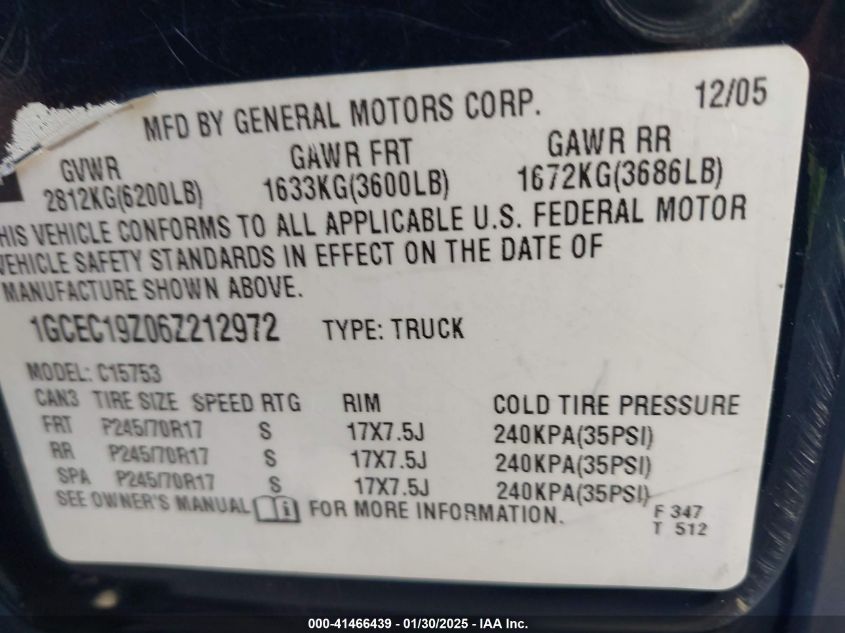 MFD BY GENERAL MOTORS CORP. 12/05
GVWR GAWR FRT GAWR RR
2812KG(6200LB) 1633KG(3600LB) 1672KG(3686LB)
HIS VEHICLE CONFORMS TO ALL APPLICABLE U.S. FEDERAL MOTOR
VEHICLE SAFETY STANDARDS IN EFFECT ON THE DATE OF
MANUFACTURE SHOWN ABOVE.
1GCEC19Z06Z212972 TYPE: TRUCK
MODEL: C15753
CAN3 TIRE SIZE SPEED RTG RIM COLD TIRE PRESSURE
FRT P245/70R17 S 17X7.5J 240KPA(35PSI)
RR P245/70R17 S 17X7.5J 240KPA(35PSI)
SPA P245/70R17 S 17X7.5J 240KPA(35PSI)
SEE OWNER'S MANUAL FOR MORE INFORMATION.
F 347
T 512
000-41466439 - 01/30/2025 - IAA Inc.